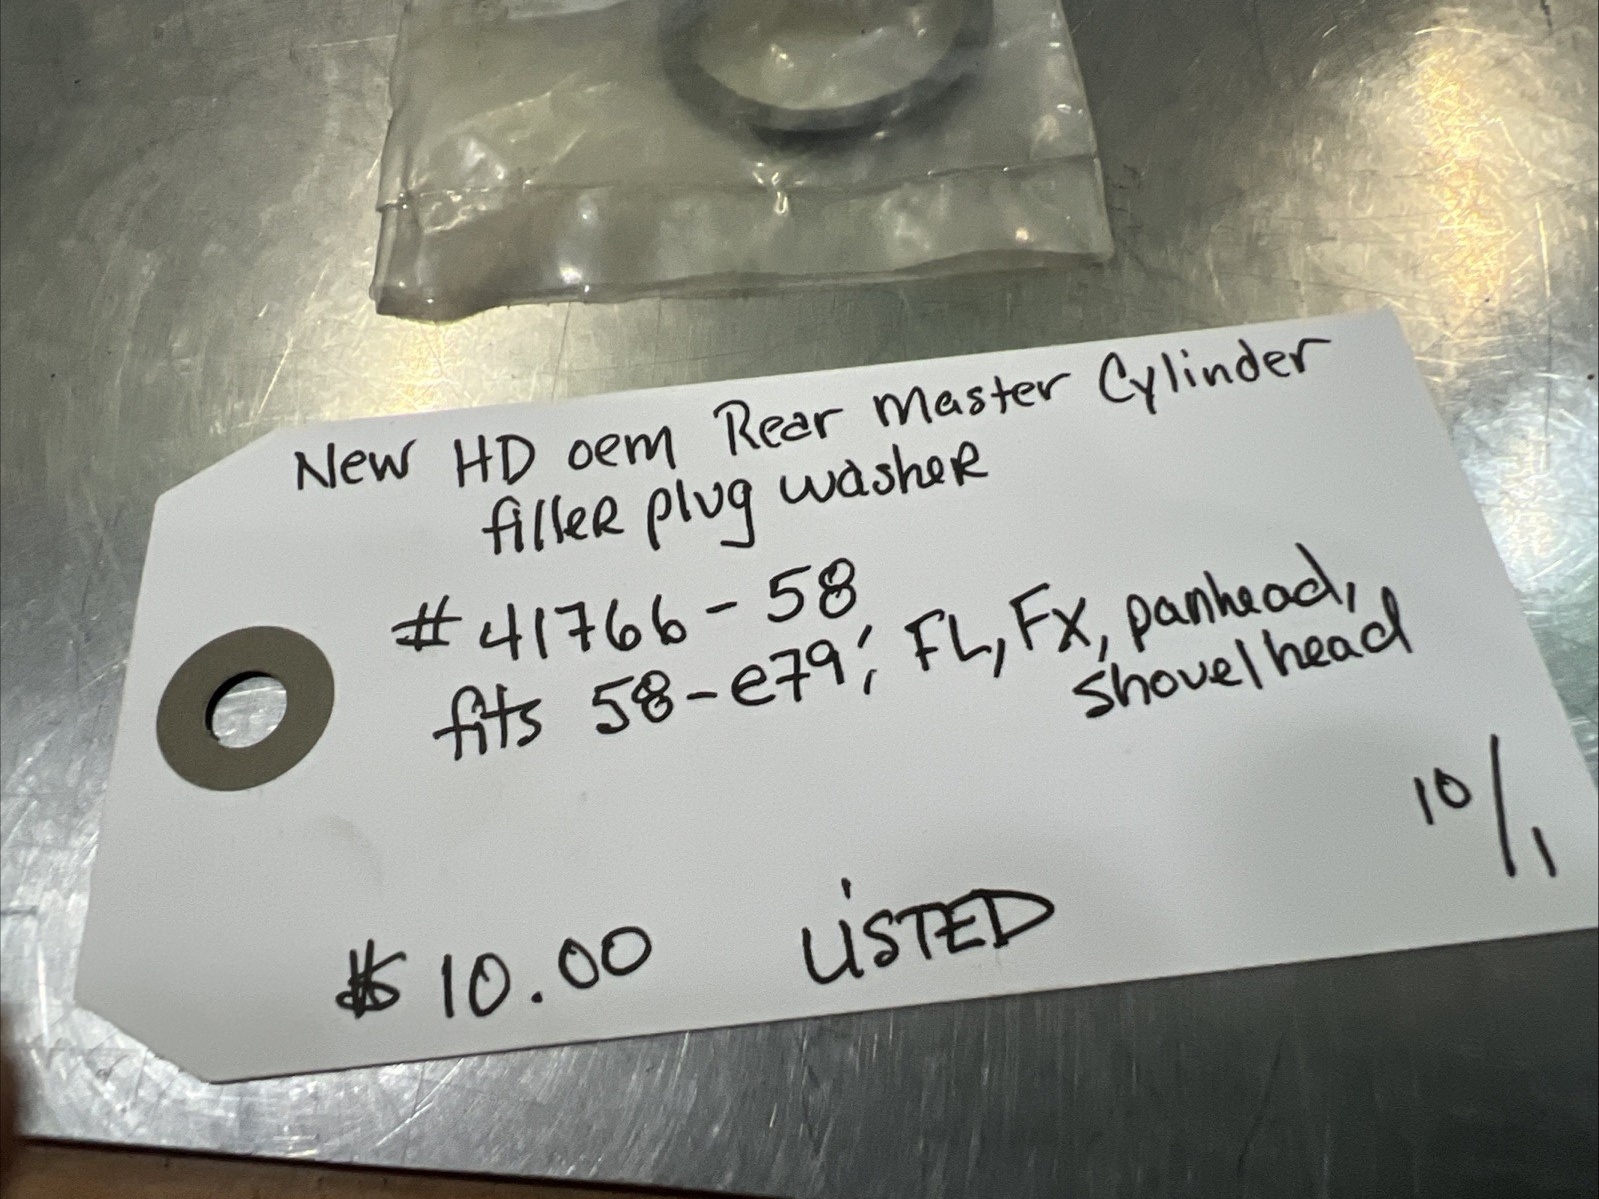 New HD oem Rear Master Cylinder
filler plug washer
# 41766-58
fits 58-e79; FL, FX, panhead,
shovelhead
10/1
$ 10.00 LiSTED